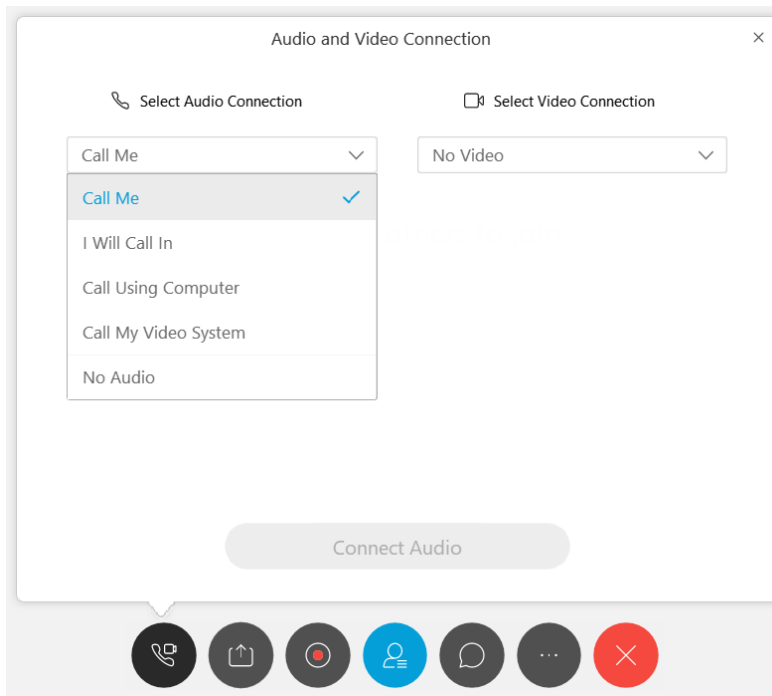 Audio and Video Connection
Select Audio Connection
Select Video Connection
Call Me
No Video
Call Me
I Will Call In
Call Using Computer
Call My Video System
No Audio
Connect Audio